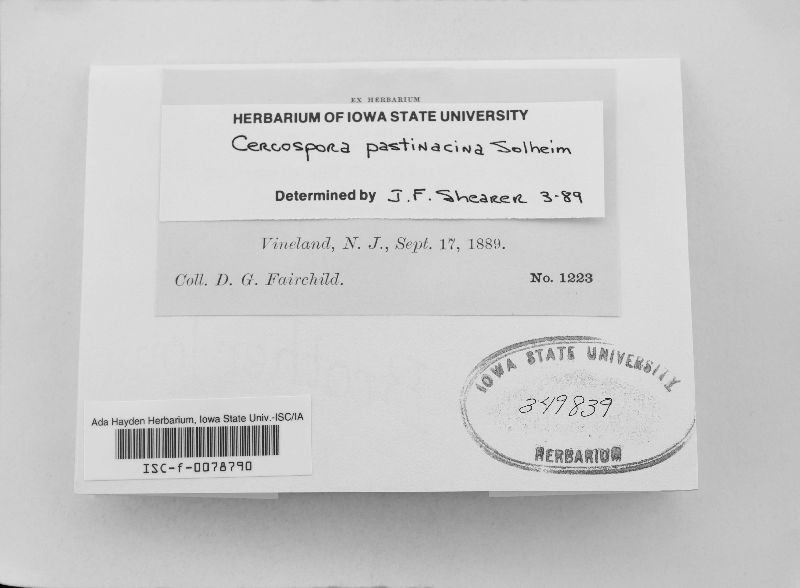 EX HERBARIUM
HERBARIUM OF IOWA STATE UNIVERSITY
Cercospora pastinacina Solheim
Determined by J. F. Shearer 3-89
Vineland, N. J., Sept. 17, 1889.
Coll. D. G. Fairchild. No. 1223
IOWA STATE UNIVERSITY
349839
HERBARIUM
Ada Hayden Herbarium, Iowa State Univ.-ISC/IA
ISC-f-0078790